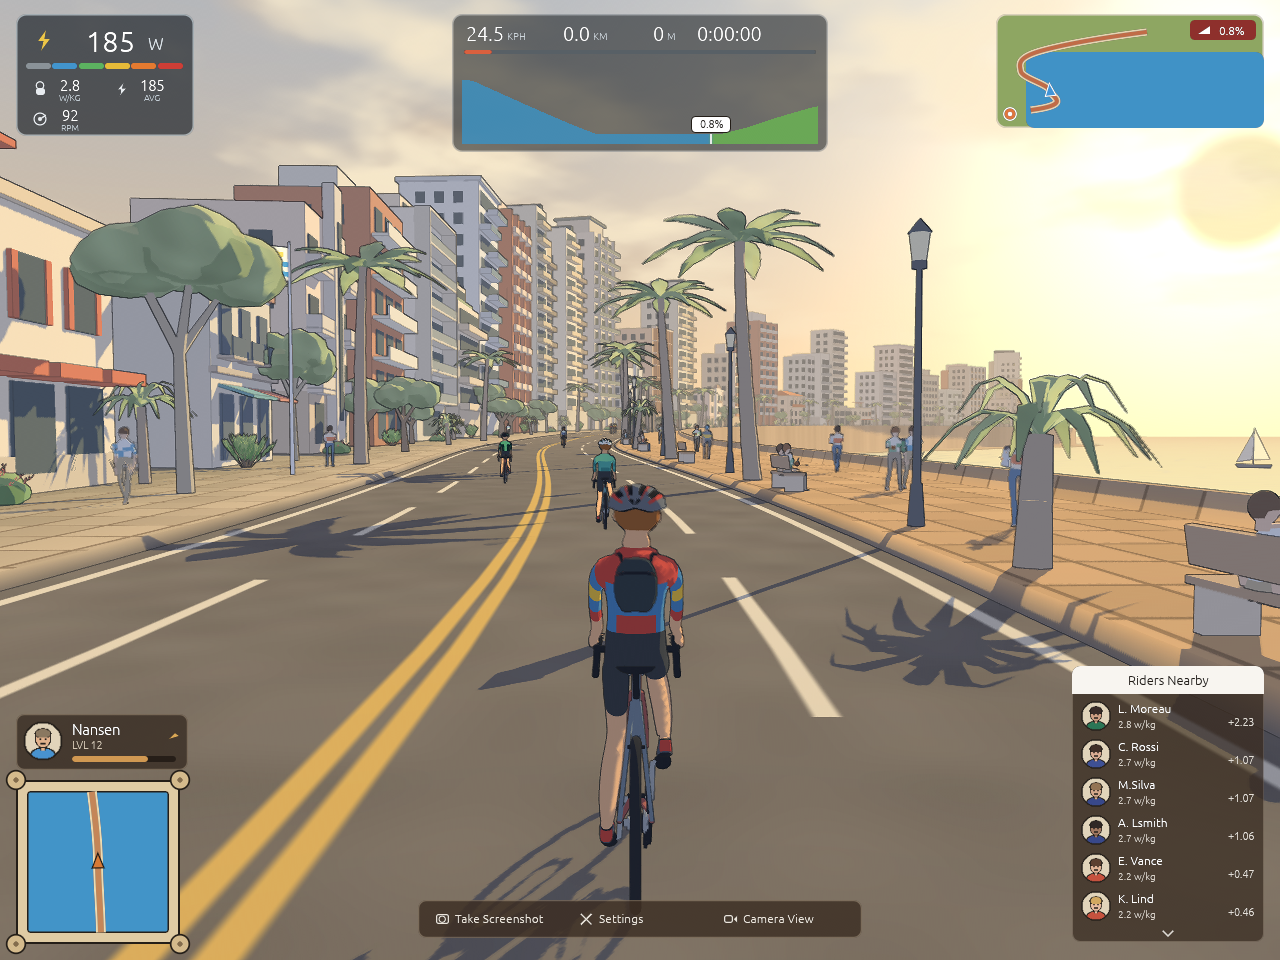 185 W
2.8 W/KG
185 AVG
92 RPM
24.5 KPH 0.0 KM 0 M 0:00:00
0.8%
0.8%
Nansen
LVL 12
Riders Nearby
L. Moreau
2.8 w/kg +2.23
C. Rossi
2.7 w/kg +1.07
M.Silva
2.7 w/kg +1.07
A. Lsmith
2.7 w/kg +1.06
E. Vance
2.2 w/kg +0.47
K. Lind
2.2 w/kg +0.46
Take Screenshot Settings Camera View